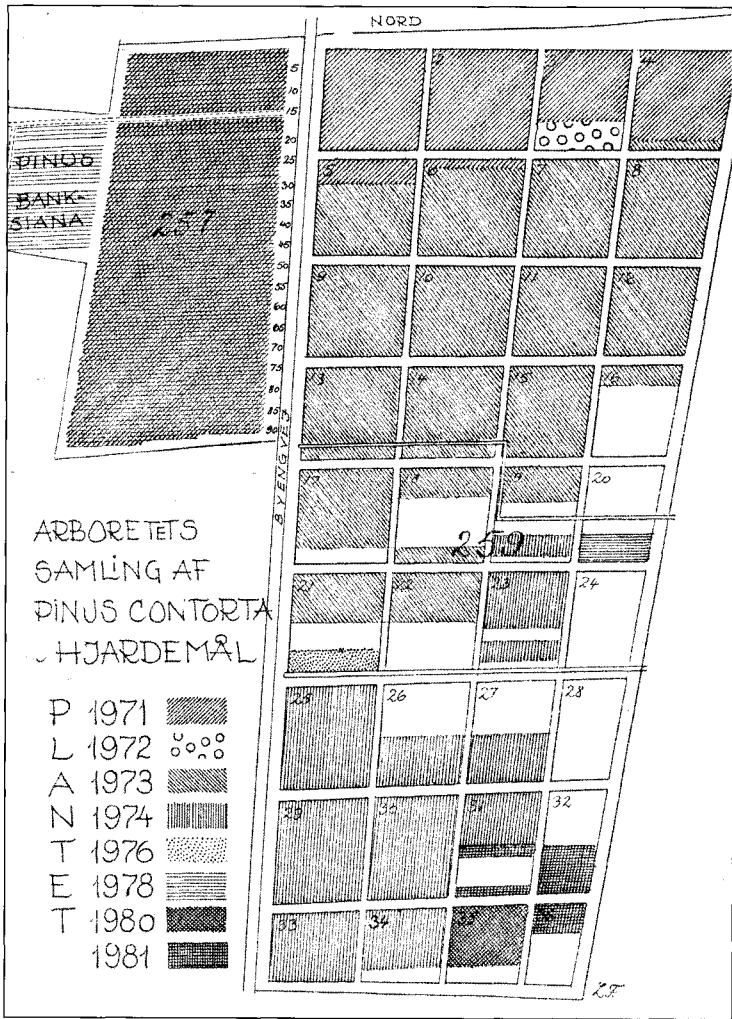 NORD
5
10
15
20
25
30
35
40
45
50
55
60
65
70
75
80
85
90
PINUS
BANK-
SIANA
257
BYENGVEJ
2 3 4
5 6 7 8
9 10 11 12
13 14 15 16
17 18 19 20
259
21 22 23 24
25 26 27 28
29 30 31 32
33 34 35 36
ARBORETETS
SAMLING AF
PINUS CONTORTA
HJARDEMÅL
P 1971
L 1972
A 1973
N 1974
T 1976
E 1978
T 1980
1981